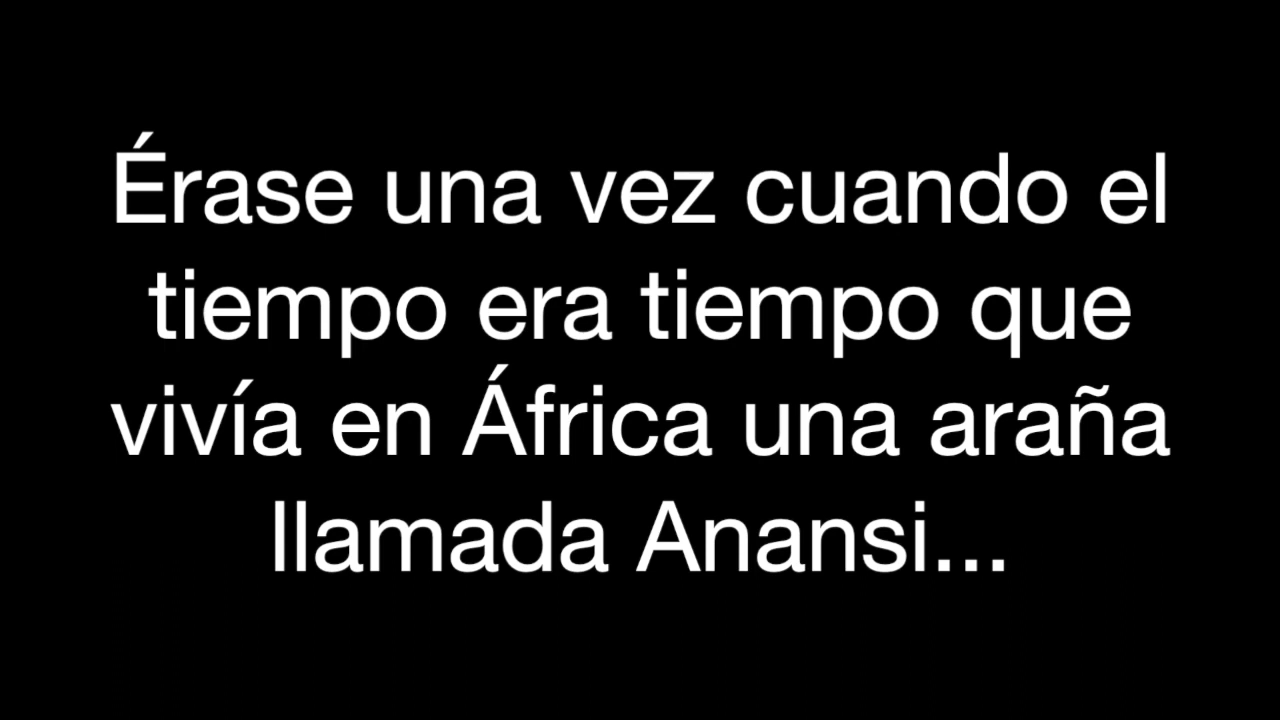 Érase una vez cuando el
tiempo era tiempo que
vivía en África una araña
llamada Anansi...